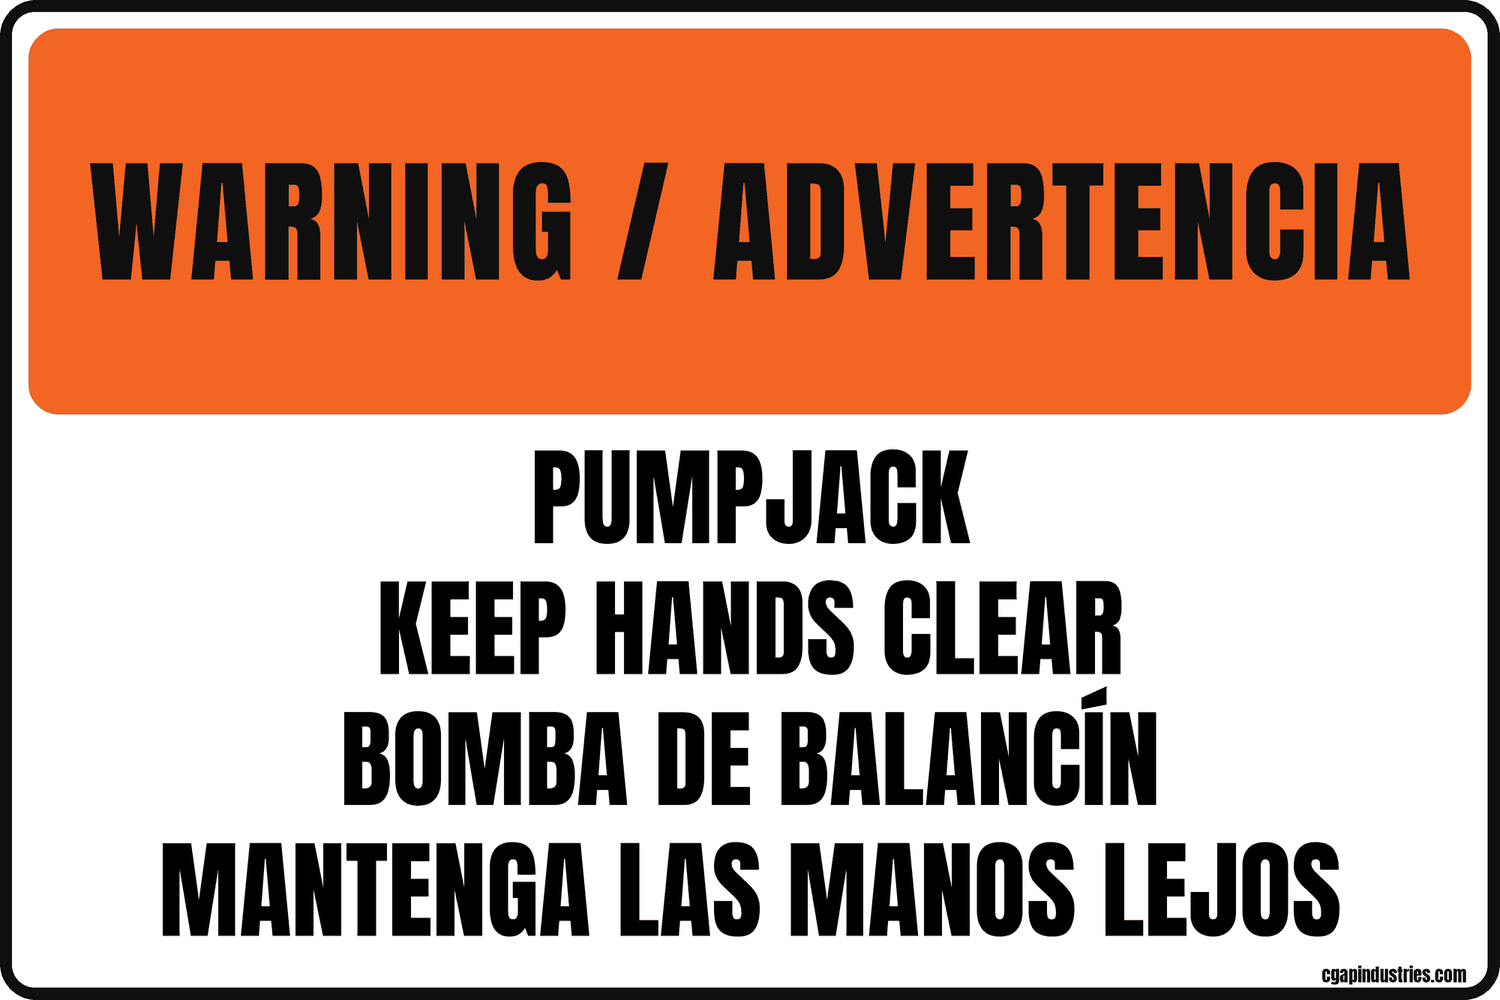 WARNING / ADVERTENCIA
PUMPJACK
KEEP HANDS CLEAR
BOMBA DE BALANCÍN
MANTENGA LAS MANOS LEJOS
cgapindustries.com